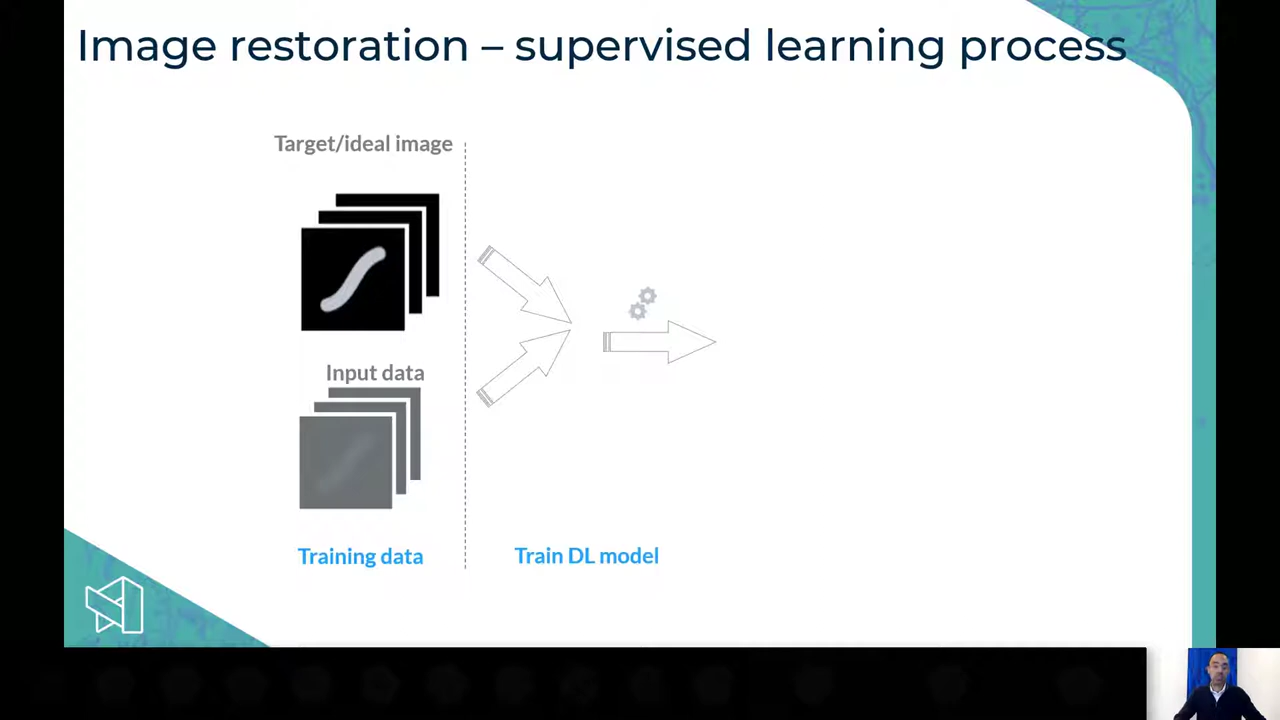 Image restoration – supervised learning process
Target/ideal image
Input data
Training data
Train DL model